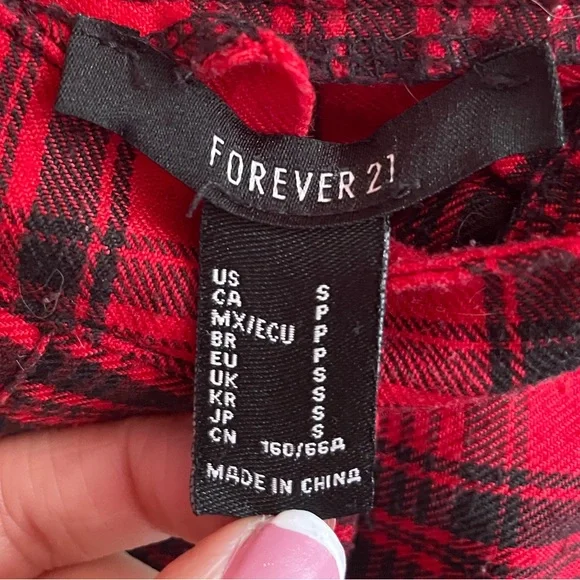 FOREVER 21
US S
CA P
MX/ECU P
BR P
EU S
UK S
KR S
JP S
CN 160/66A
MADE IN CHINA